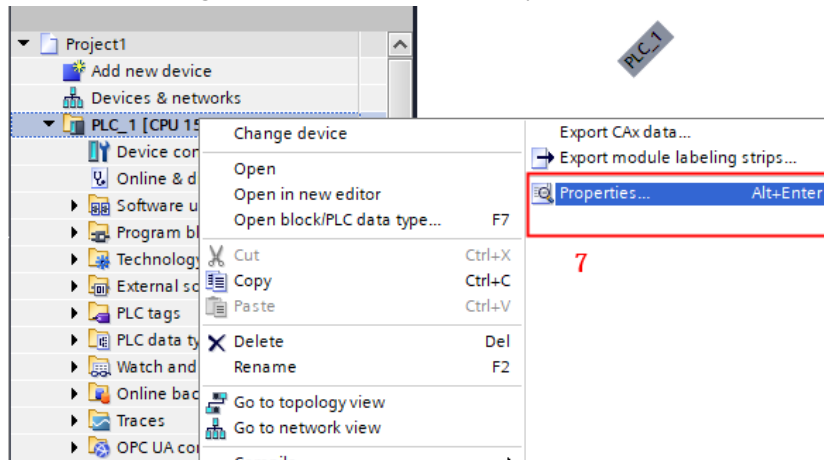 Project1
Add new device
Devices & networks
PLC_1 [CPU 15
Device con
Online & d
Software u
Program bl
Technology
External so
PLC tags
PLC data ty
Watch and
Online bac
Traces
OPC UA co
Change device
Open
Open in new editor
Open block/PLC data type... F7
Cut Ctrl+X
Copy Ctrl+C
Paste Ctrl+V
Delete Del
Rename F2
Go to topology view
Go to network view
PLC_1
Export CAx data...
Export module labeling strips...
Properties... Alt+Enter
7